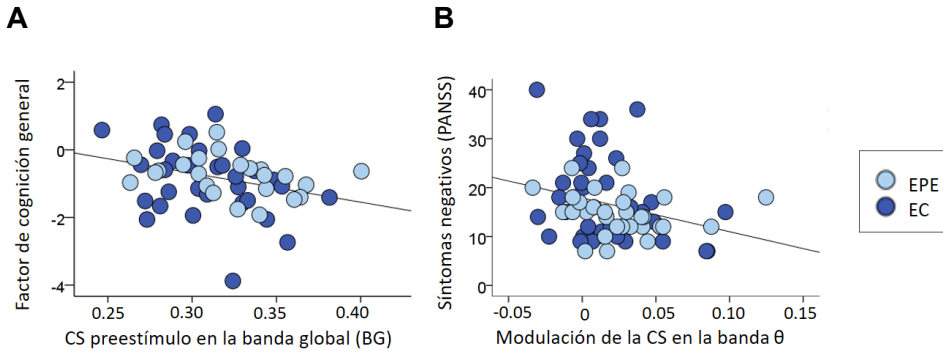 A
Factor de cognición general
2
0
-2
-4
0.25 0.30 0.35 0.40
CS preestímulo en la banda global (BG)
B
Síntomas negativos (PANSS)
40
30
20
10
0
-0.05 0 0.05 0.10 0.15
Modulación de la CS en la banda θ
EPE
EC